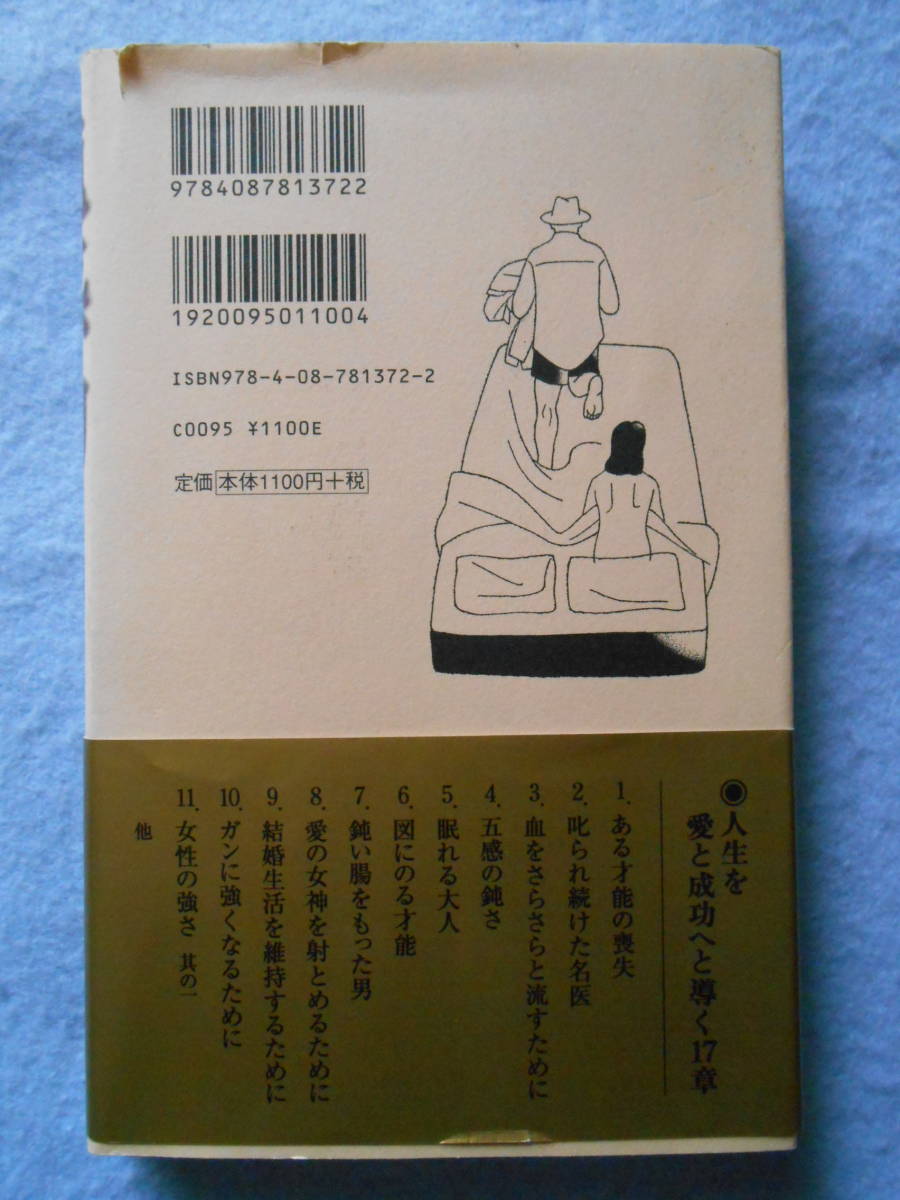 9784087813722
1920095011004
ISBN978-4-08-781372-2
C0095 ¥1100E
定価 本体1100円+税
◉人生を
愛と成功へと導く17章
1. ある才能の喪失
2. 叱られ続けた名医
3. 血をさらさらと流すために
4. 五感の鈍さ
5. 眠れる大人
6. 図にのる才能
7. 鈍い腸をもった男
8. 愛の女神を射とめるために
9. 結婚生活を維持するために
10. ガンに強くなるために
11. 女性の強さ 其の一
他